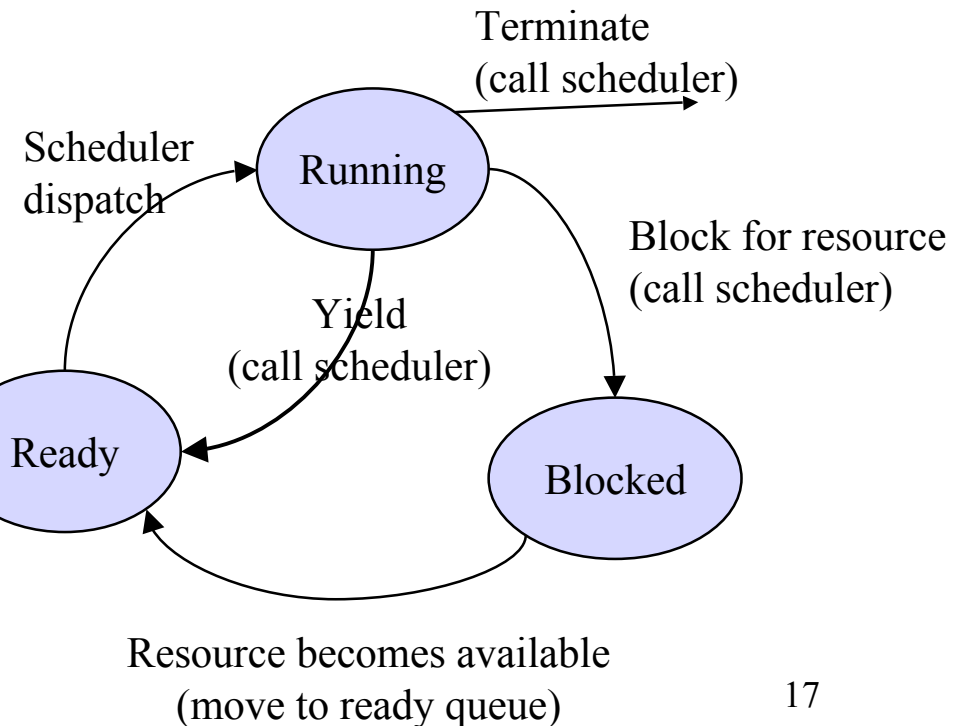 Terminate
(call scheduler)
Scheduler
dispatch
Running
Block for resource
(call scheduler)
Yield
(call scheduler)
Ready
Blocked
Resource becomes available
(move to ready queue)
17